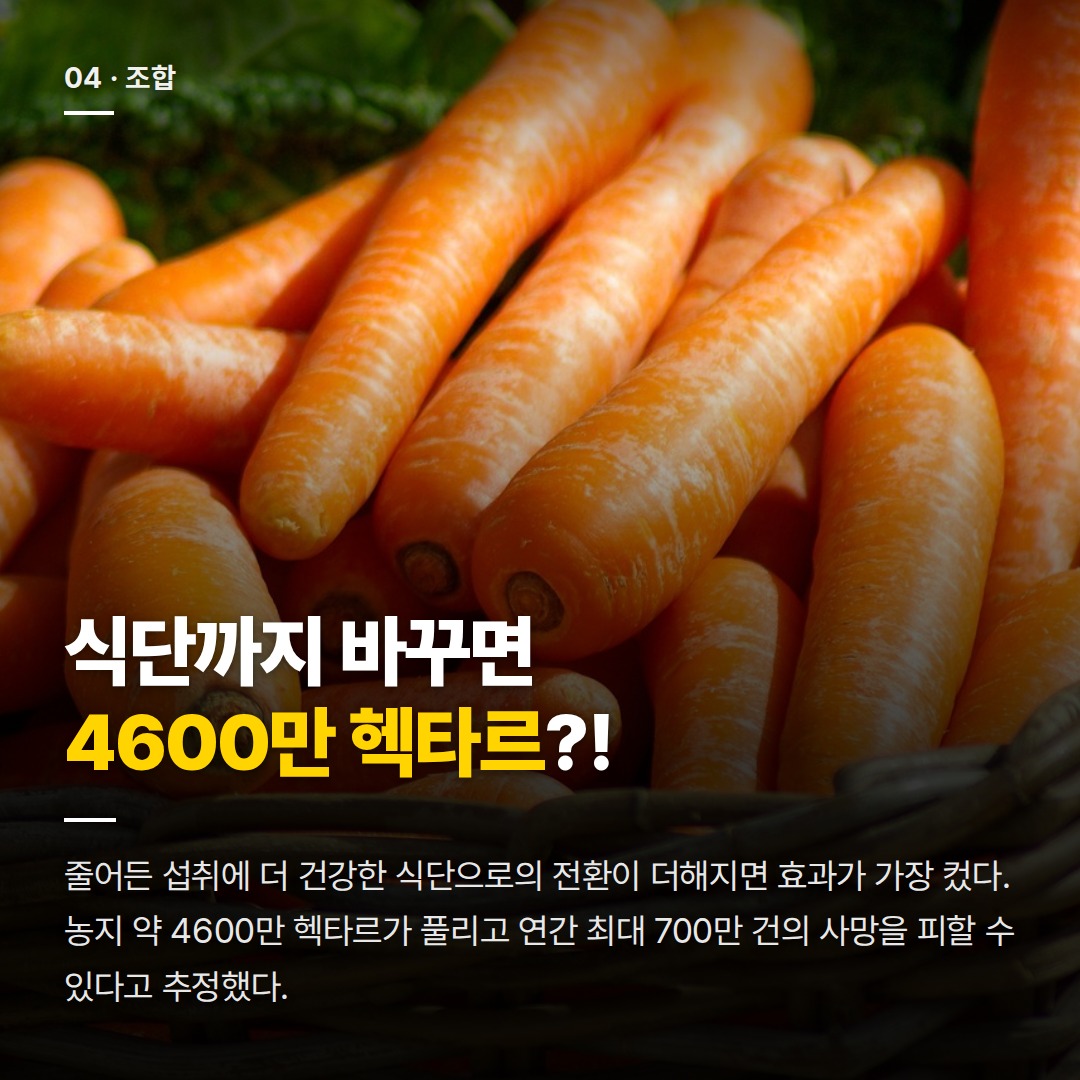 04 · 조합
식단까지 바꾸면
4600만 헥타르?!
줄어든 섭취에 더 건강한 식단으로의 전환이 더해지면 효과가 가장 컸다.
농지 약 4600만 헥타르가 풀리고 연간 최대 700만 건의 사망을 피할 수
있다고 추정했다.